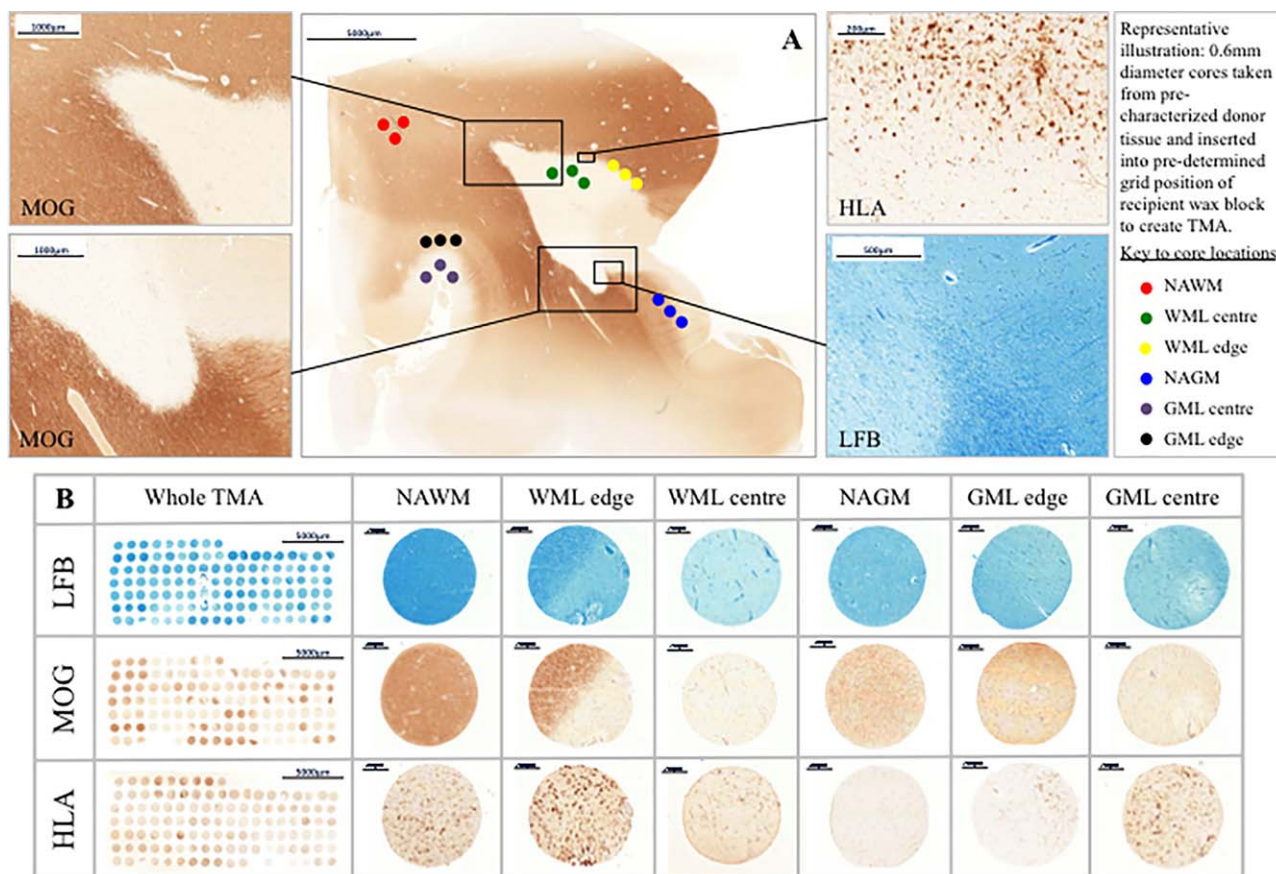 1000µm
MOG
1000µm
MOG
5000µm
A
200µm
HLA
500µm
LFB
Representative
illustration: 0.6mm
diameter cores taken
from pre-
characterized donor
tissue and inserted
into pre-determined
grid position of
recipient wax block
to create TMA.
Key to core locations
NAWM
WML centre
WML edge
NAGM
GML centre
GML edge
B
Whole TMA
NAWM
WML edge
WML centre
NAGM
GML edge
GML centre
LFB
5000µm
MOG
5000µm
HLA
5000µm